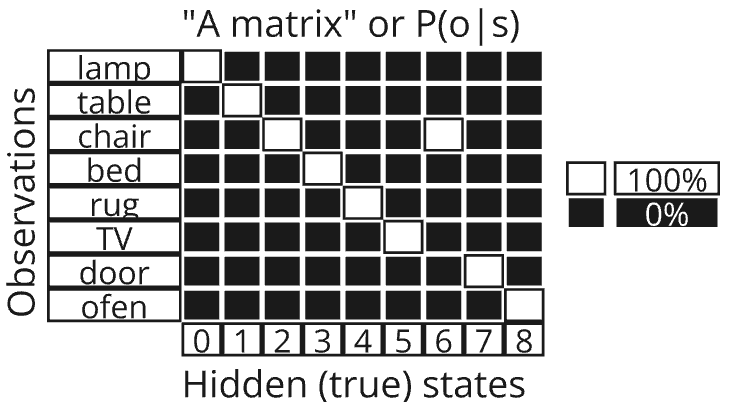 "A matrix" or P(o|s)
Observations
lamp
table
chair
bed
rug
TV
door
ofen
100%
0%
0 1 2 3 4 5 6 7 8
Hidden (true) states